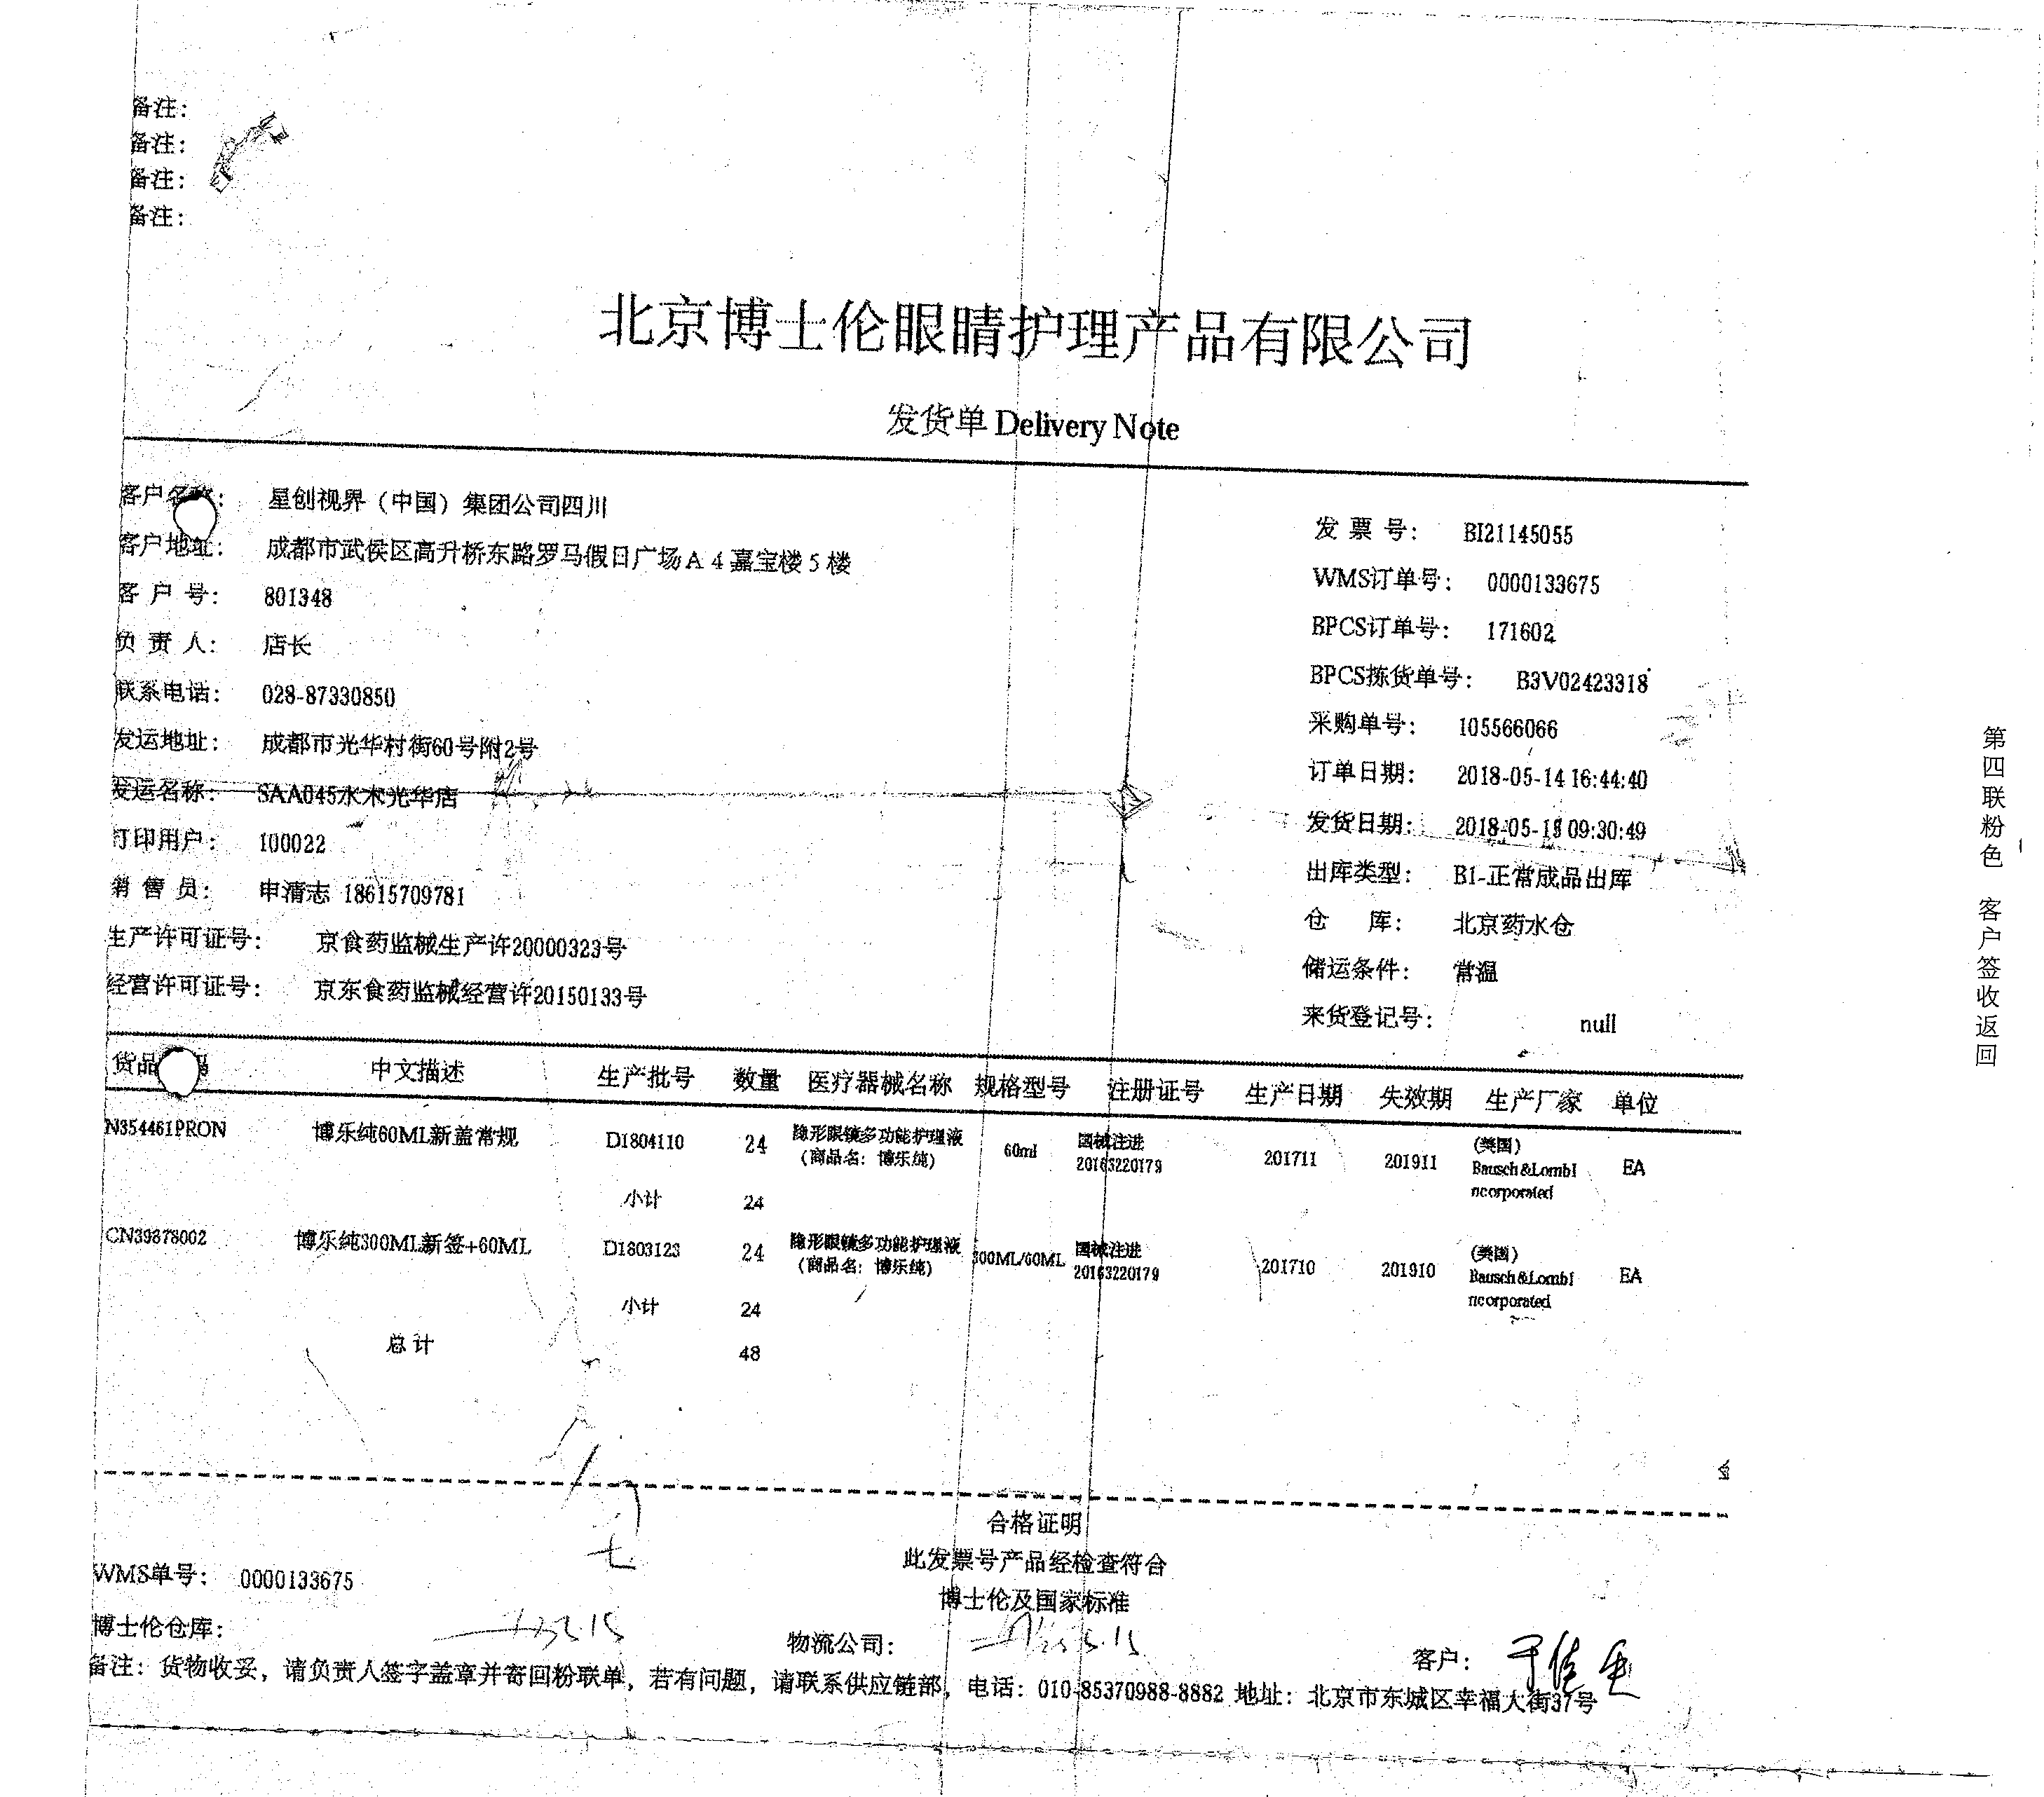 备注：
备注：
备注：
备注：
北京博士伦眼睛护理产品有限公司
发货单 Delivery Note
客户名称： 星创视界（中国）集团公司四川
客户地址： 成都市武侯区高升桥东路罗马假日广场A 4 嘉宝楼 5 楼
客 户 号： 801348
负 责 人： 店长
联系电话： 028-87330850
发运地址： 成都市光华村街60号附2号
发运名称： SAA045水木光华店
打印用户： 100022
销 售 员： 申清志 18615709781
生产许可证号： 京食药监械生产许20000323号
经营许可证号： 京东食药监械经营许20150133号
发 票 号： BI21145055
WMS订单号： 0000133675
BPCS订单号： 171602
BPCS拣货单号： B3V02423318
采购单号： 105566066
订单日期： 2018-05-14 16:44:40
发货日期： 2018-05-15 09:30:49
出库类型： B1-正常成品出库
仓 库： 北京药水仓
储运条件： 常温
来货登记号： null
货品 中文描述 生产批号 数量 医疗器械名称 规格型号 注册证号 生产日期 失效期 生产厂家 单位
N354461PRON 博乐纯60ML新盖常规 D1804110 24 隐形眼镜多功能护理液（商品名：博乐纯） 60ml 国械注进20163220179 201711 201911 （美国）Bausch&LombIncorporated EA
小计 24
CN39378002 博乐纯300ML新签+60ML D1803123 24 隐形眼镜多功能护理液（商品名：博乐纯） 300ML/60ML 国械注进20163220179 201710 201910 （美国）Bausch&LombIncorporated EA
小计 24
总 计 48
合格证明
此发票号产品经检查符合
博士伦及国家标准
WMS单号： 0000133675
博士伦仓库： 物流公司： 客户：
备注：货物收妥，请负责人签字盖章并寄回粉联单，若有问题，请联系供应链部，电话：010-85370988-8882 地址：北京市东城区幸福大街37号
第四联粉色 客户签收返回